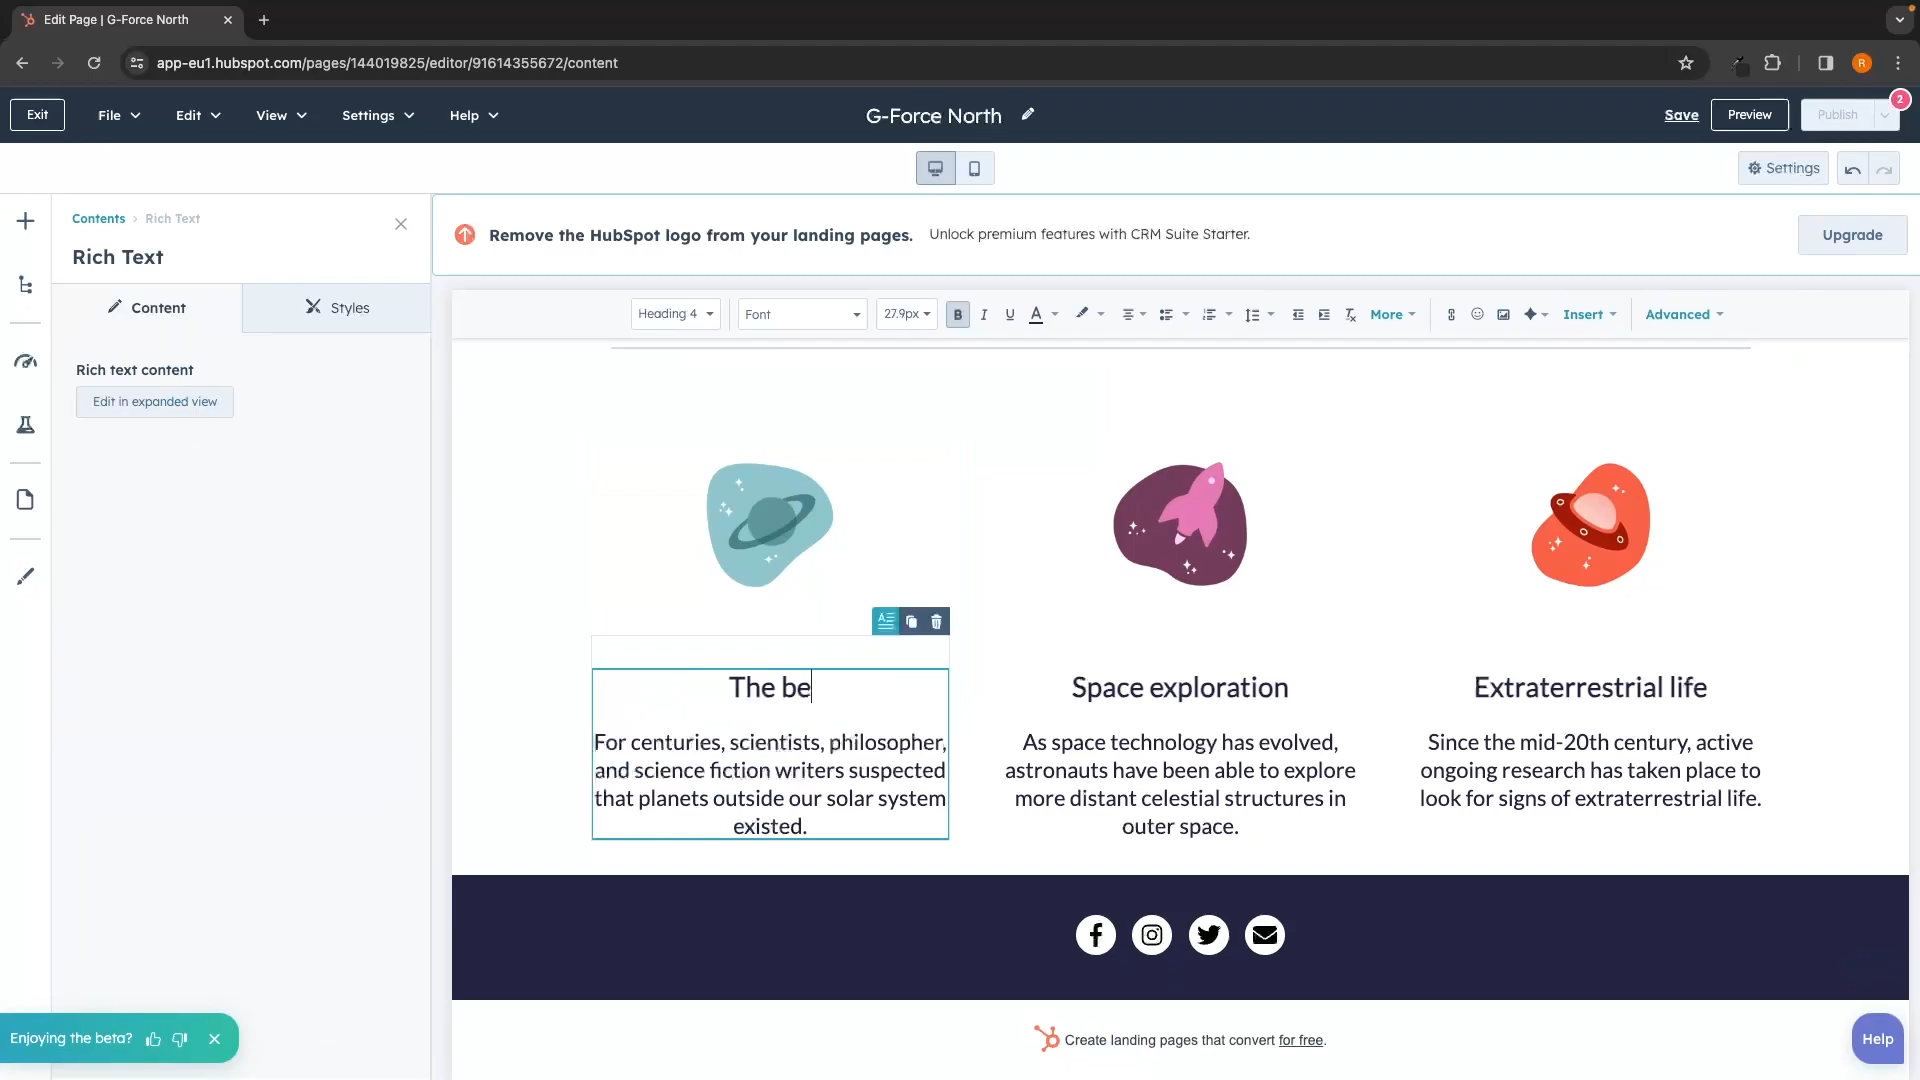 Edit Page | G-Force North
app-eu1.hubspot.com/pages/144019825/editor/91614355672/content
R
Exit
File
Edit
View
Settings
Help
G-Force North
Save
Preview
Publish
2
Settings
Contents > Rich Text
Rich Text
Content
Styles
Rich text content
Edit in expanded view
Remove the HubSpot logo from your landing pages. Unlock premium features with CRM Suite Starter.
Upgrade
Heading 4
Font
27.9px
B
I
U
A
More
Insert
Advanced
The be
For centuries, scientists, philosopher,
and science fiction writers suspected
that planets outside our solar system
existed.
Space exploration
As space technology has evolved,
astronauts have been able to explore
more distant celestial structures in
outer space.
Extraterrestrial life
Since the mid-20th century, active
ongoing research has taken place to
look for signs of extraterrestrial life.
Create landing pages that convert for free.
Enjoying the beta?
Help